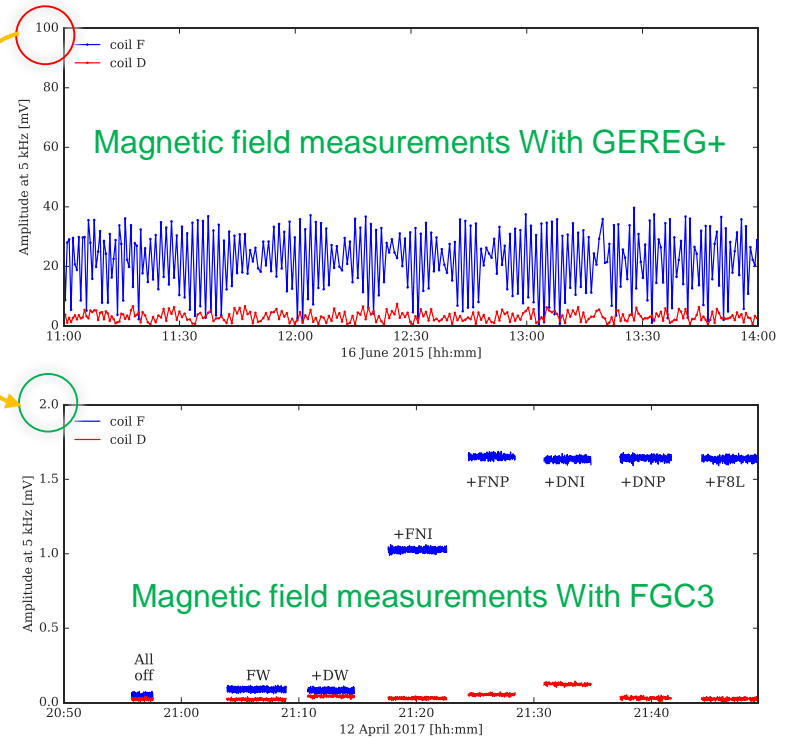 100
80
60
40
20
0
Amplitude at 5 kHz [mV]
coil F
coil D
Magnetic field measurements With GEREG+
11:00 11:30 12:00 12:30 13:00 13:30 14:00
16 June 2015 [hh:mm]
2.0
1.5
1.0
0.5
0.0
Amplitude at 5 kHz [mV]
coil F
coil D
+FNP +DNI +DNP +F8L
+FNI
Magnetic field measurements With FGC3
All
off
FW +DW
20:50 21:00 21:10 21:20 21:30 21:40
12 April 2017 [hh:mm]